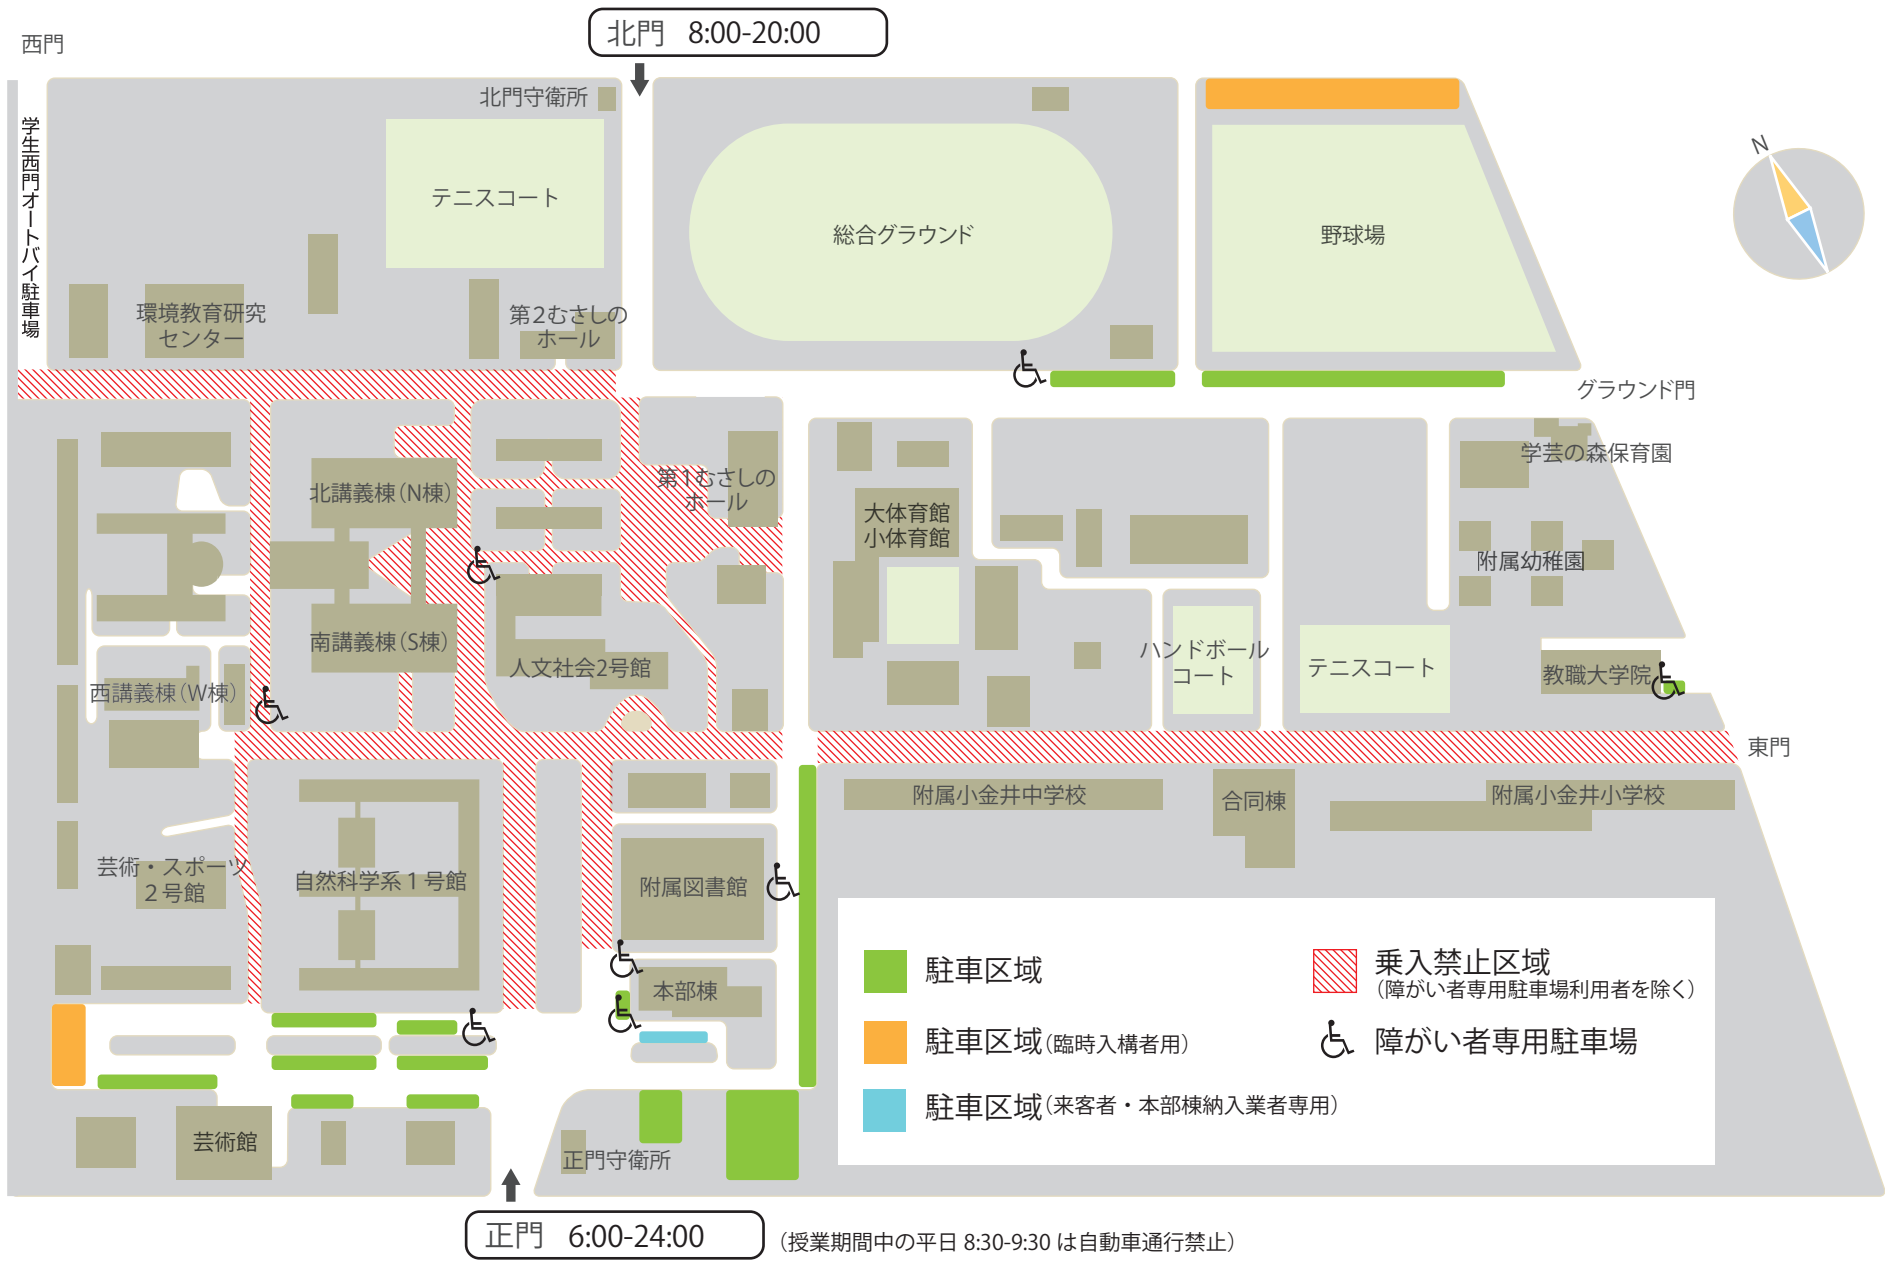 西門
北門 8:00-20:00
学生西門オートバイ駐車場
北門守衛所
テニスコート
総合グラウンド
野球場
N
環境教育研究
センター
第２むさしの
ホール
グラウンド門
北講義棟（N棟）
第１むさしの
ホール
大体育館
小体育館
学芸の森保育園
附属幼稚園
南講義棟（S棟）
人文社会2号館
西講義棟（W棟）
ハンドボール
コート
テニスコート
教職大学院
東門
附属小金井中学校
合同棟
附属小金井小学校
芸術・スポーツ
２号館
自然科学系１号館
附属図書館
本部棟
駐車区域
乗入禁止区域
（障がい者専用駐車場利用者を除く）
駐車区域（臨時入構者用）
障がい者専用駐車場
駐車区域（来客者・本部棟納入業者専用）
芸術館
正門守衛所
正門 6:00-24:00
（授業期間中の平日 8:30-9:30 は自動車通行禁止）